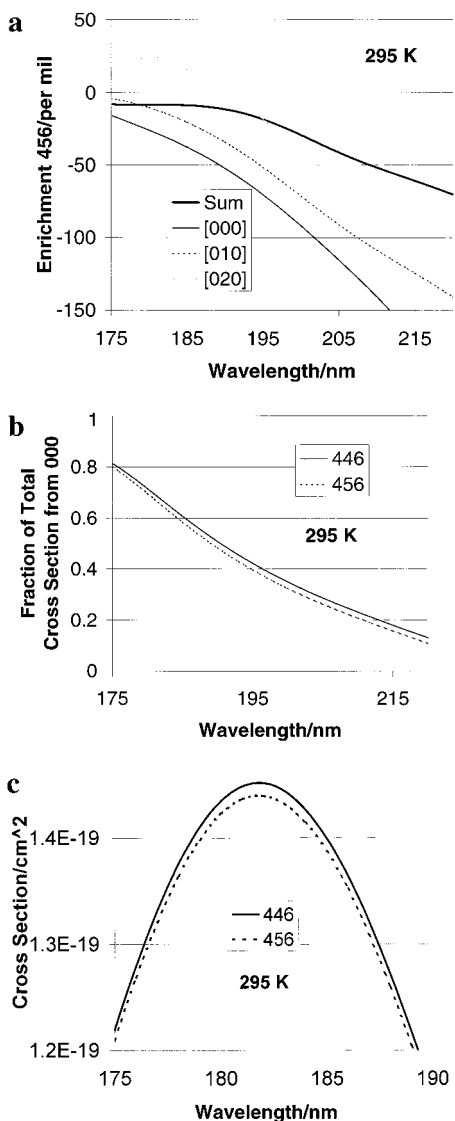 a
50
0
-50
-100
-150
Enrichment 456/per mil
295 K
Sum
[000]
[010]
[020]
175
185
195
205
215
Wavelength/nm
b
1
0.8
0.6
0.4
0.2
0
Fraction of Total
Cross Section from 000
446
456
295 K
175
195
215
Wavelength/nm
c
1.4E-19
1.3E-19
1.2E-19
Cross Section/cm^2
446
456
295 K
175
180
185
190
Wavelength/nm